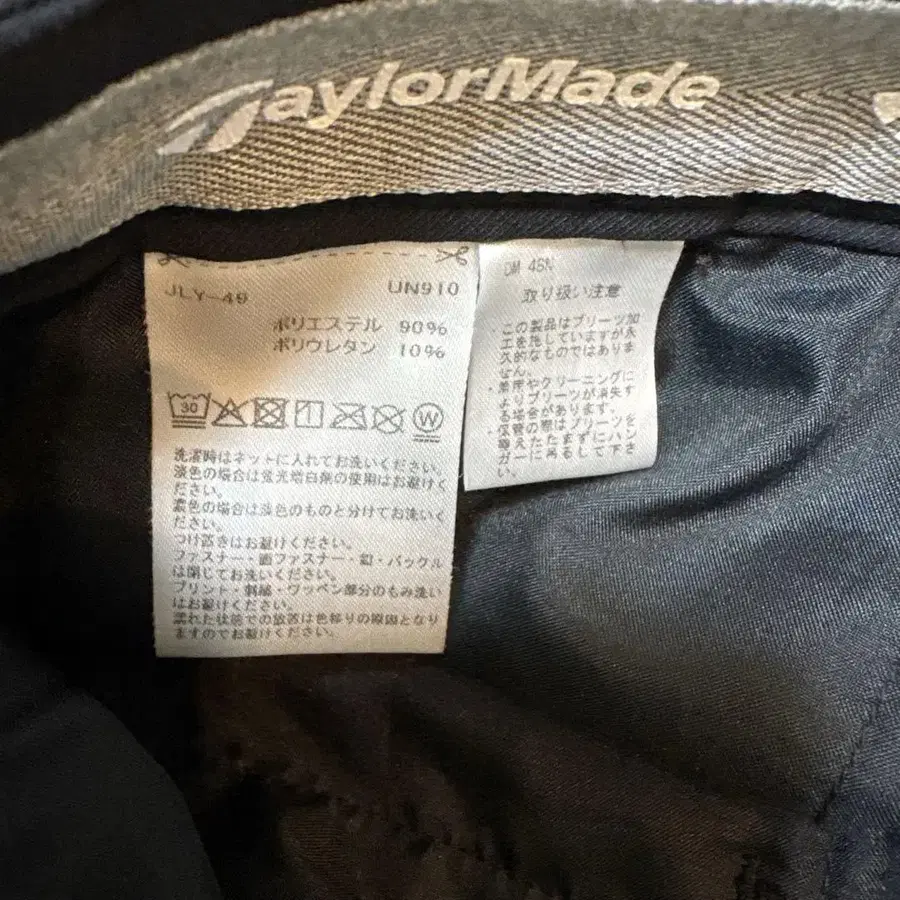 TaylorMade
JLY-49 UN910
ポリエステル 90%
ポリウレタン 10%
30
W
洗濯時はネットに入れてお洗いください。
淡色の場合は蛍光増白剤の使用はお避けく
ださい。
濃色の場合は淡色のものと分けてお洗いく
ださい。
つけ置きはお避けください。
ファスナー・面ファスナー・釦・バックル
は閉じてお洗いください。
プリント・刺繍・ワッペン部分のもみ洗い
はお避けください。
濡れた状態での放置は色移りの原因となり
ますのでお避けください。
取り扱い注意
・この製品はプリーツ加
工を施していますが永
久的なものではありま
せん。
・着用やクリーニングに
よりプリーツが消失す
る場合があります。
・保管の際はプリーツを
整えたたまずにハン
ガーに吊るして下さ
い。